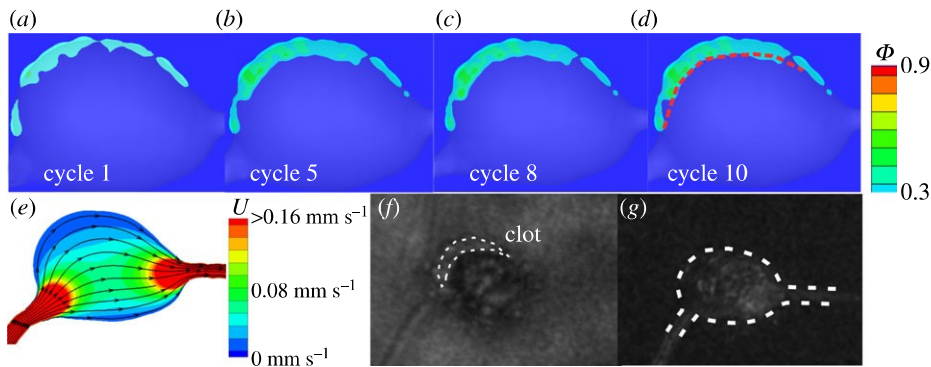 (a)
(b)
(c)
(d)
Φ
0.9
0.3
cycle 1
cycle 5
cycle 8
cycle 10
(e)
U
>0.16 mm s⁻¹
0.08 mm s⁻¹
0 mm s⁻¹
(f)
clot
(g)